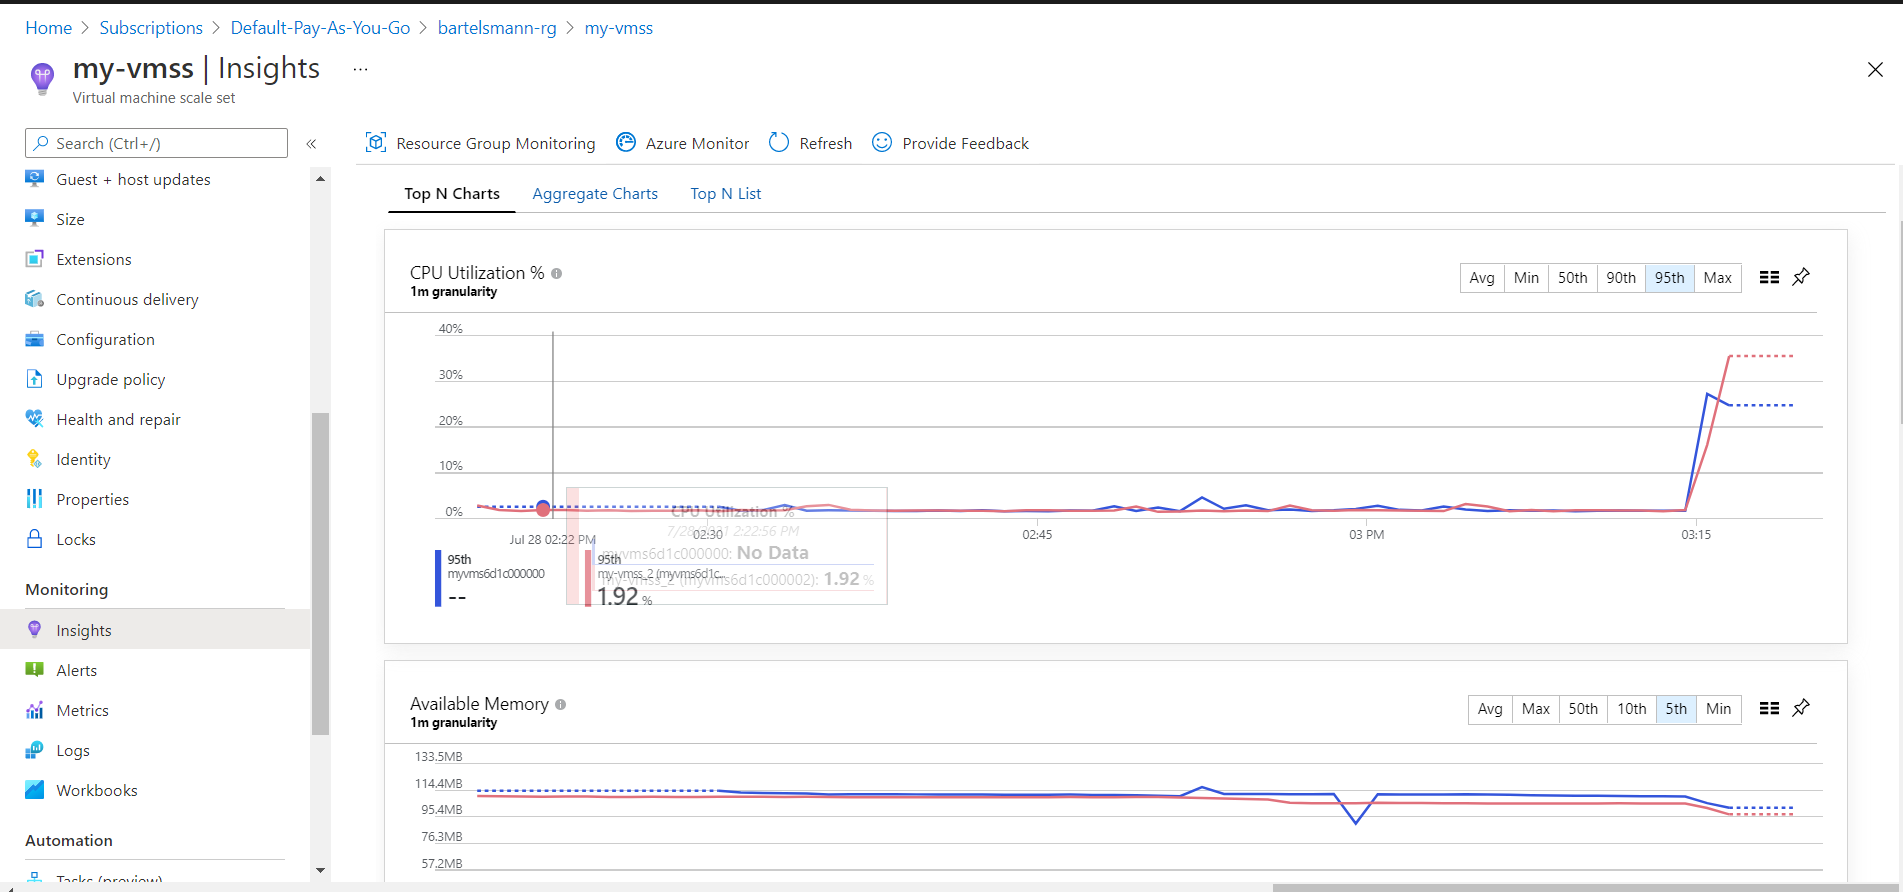 Home > Subscriptions > Default-Pay-As-You-Go > bartelsmann-rg > my-vmss
my-vmss | Insights ...
Virtual machine scale set
Search (Ctrl+/) «
Guest + host updates
Size
Extensions
Continuous delivery
Configuration
Upgrade policy
Health and repair
Identity
Properties
Locks
Monitoring
Insights
Alerts
Metrics
Logs
Workbooks
Automation
Tasks (preview)
Resource Group Monitoring Azure Monitor Refresh Provide Feedback
Top N Charts Aggregate Charts Top N List
CPU Utilization %
1m granularity
Avg Min 50th 90th 95th Max
40%
30%
20%
10%
0%
Jul 28 02:22 PM 02:30 02:45 03 PM 03:15
CPU Utilization %
7/28/2021 2:22:56 PM
myvms6d1c000000: No Data
my-vmss_2 (myvms6d1c000002): 1.92 %
95th
myvms6d1c000000
--
95th
my-vmss_2 (myvms6d1c...
1.92 %
Available Memory
1m granularity
Avg Max 50th 10th 5th Min
133.5MB
114.4MB
95.4MB
76.3MB
57.2MB